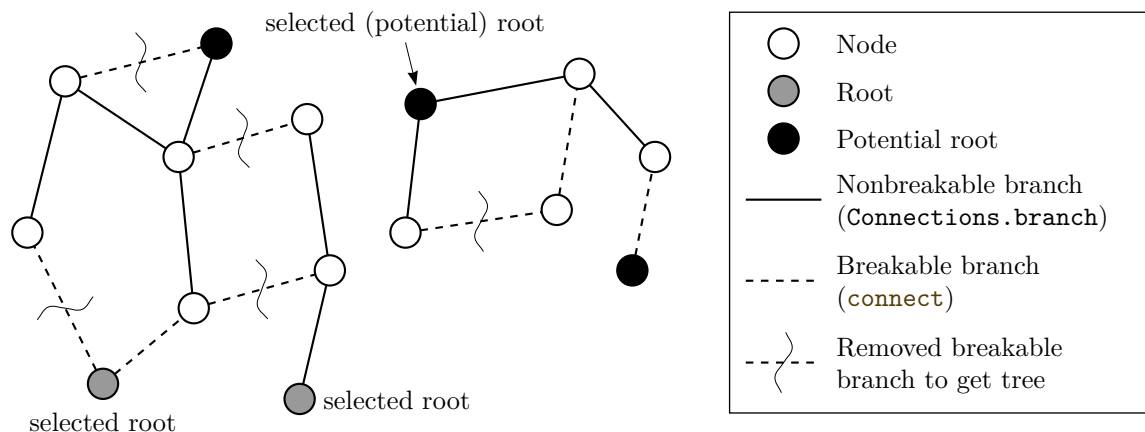 selected (potential) root
selected root
selected root
Node
Root
Potential root
Nonbreakable branch
(Connections.branch)
Breakable branch
(connect)
Removed breakable
branch to get tree